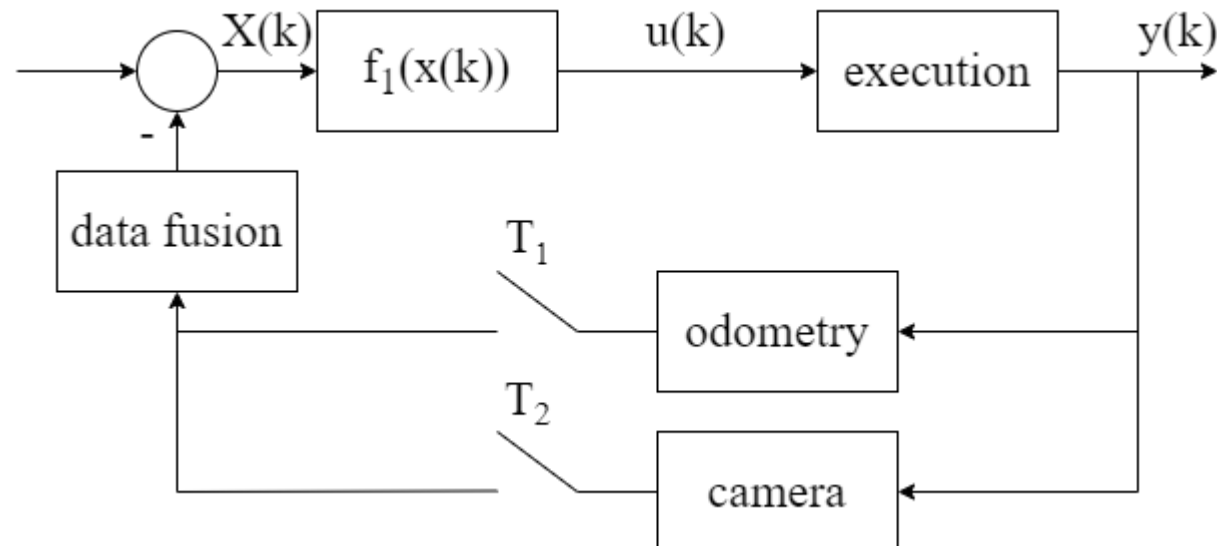 X(k)
f₁(x(k))
u(k)
execution
y(k)
-
data fusion
T₁
odometry
T₂
camera